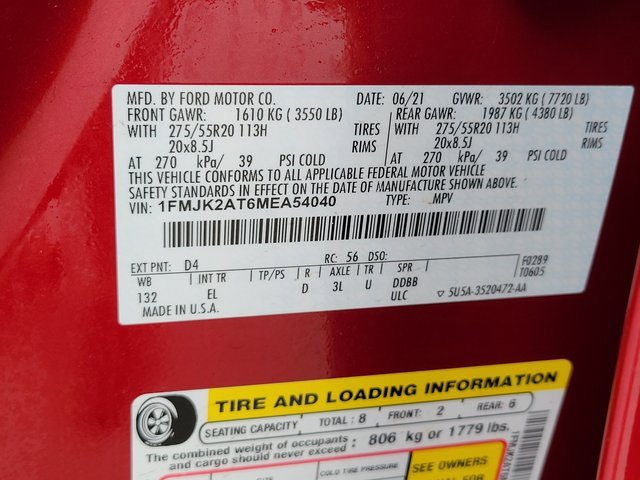 MFD. BY FORD MOTOR CO. DATE: 06/21 GVWR: 3502 KG ( 7720 LB)
FRONT GAWR: 1610 KG ( 3550 LB) REAR GAWR: 1987 KG ( 4380 LB)
WITH 275/55R20 113H TIRES WITH 275/55R20 113H TIRES
20x8.5J RIMS 20x8.5J RIMS
AT 270 kPa/ 39 PSI COLD AT 270 kPa/ 39 PSI COLD
THIS VEHICLE CONFORMS TO ALL APPLICABLE FEDERAL MOTOR VEHICLE
SAFETY STANDARDS IN EFFECT ON THE DATE OF MANUFACTURE SHOWN ABOVE.
VIN: 1FMJK2AT6MEA54040 TYPE: MPV
EXT PNT: D4 RC: 56 DSO: F0289
WB INT TR TP/PS R AXLE TR SPR T0605
132 EL D 3L U DDBB
MADE IN U.S.A. ULC ▽ 5U5A-3520472-AA
TIRE AND LOADING INFORMATION
SEATING CAPACITY TOTAL : 8 FRONT: 2 REAR: 6
The combined weight of occupants : 806 kg or 1779 lbs.
and cargo should never exceed
COLD TIRE PRESSURE SEE OWNERS